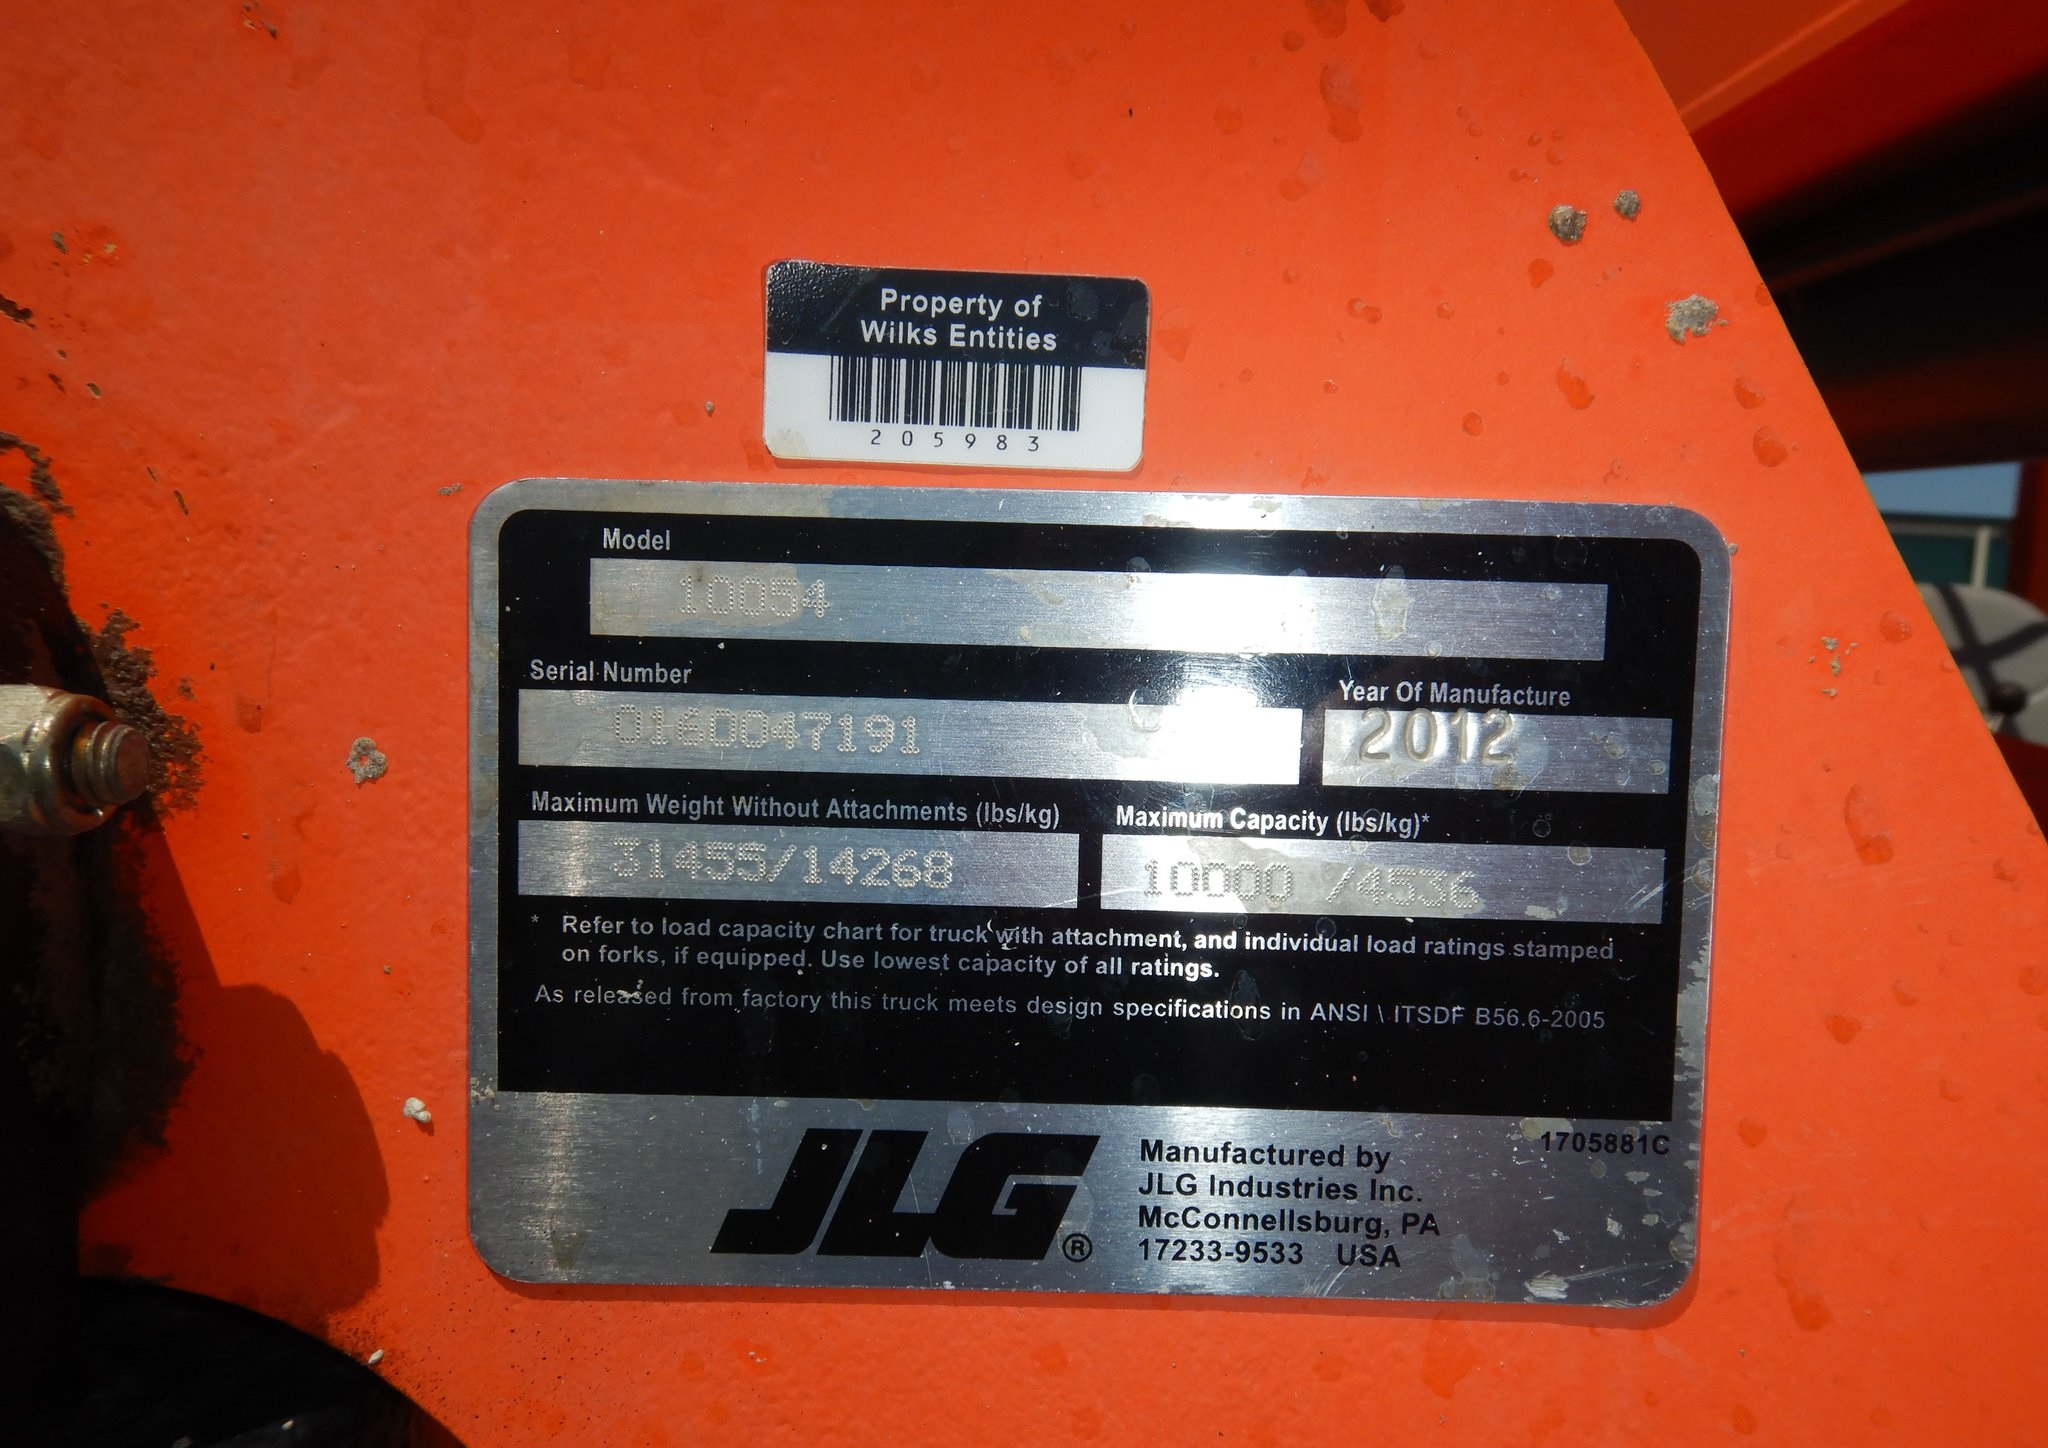 Property of
Wilks Entities
205983
Model
10054
Serial Number
0160047191
Year Of Manufacture
2012
Maximum Weight Without Attachments (lbs/kg)
31455/14268
Maximum Capacity (lbs/kg)*
10000 /4536
* Refer to load capacity chart for truck with attachment, and individual load ratings stamped
on forks, if equipped. Use lowest capacity of all ratings.
As released from factory this truck meets design specifications in ANSI \ ITSDF B56.6-2005
1705881C
JLG®
Manufactured by
JLG Industries Inc.
McConnellsburg, PA
17233-9533 USA